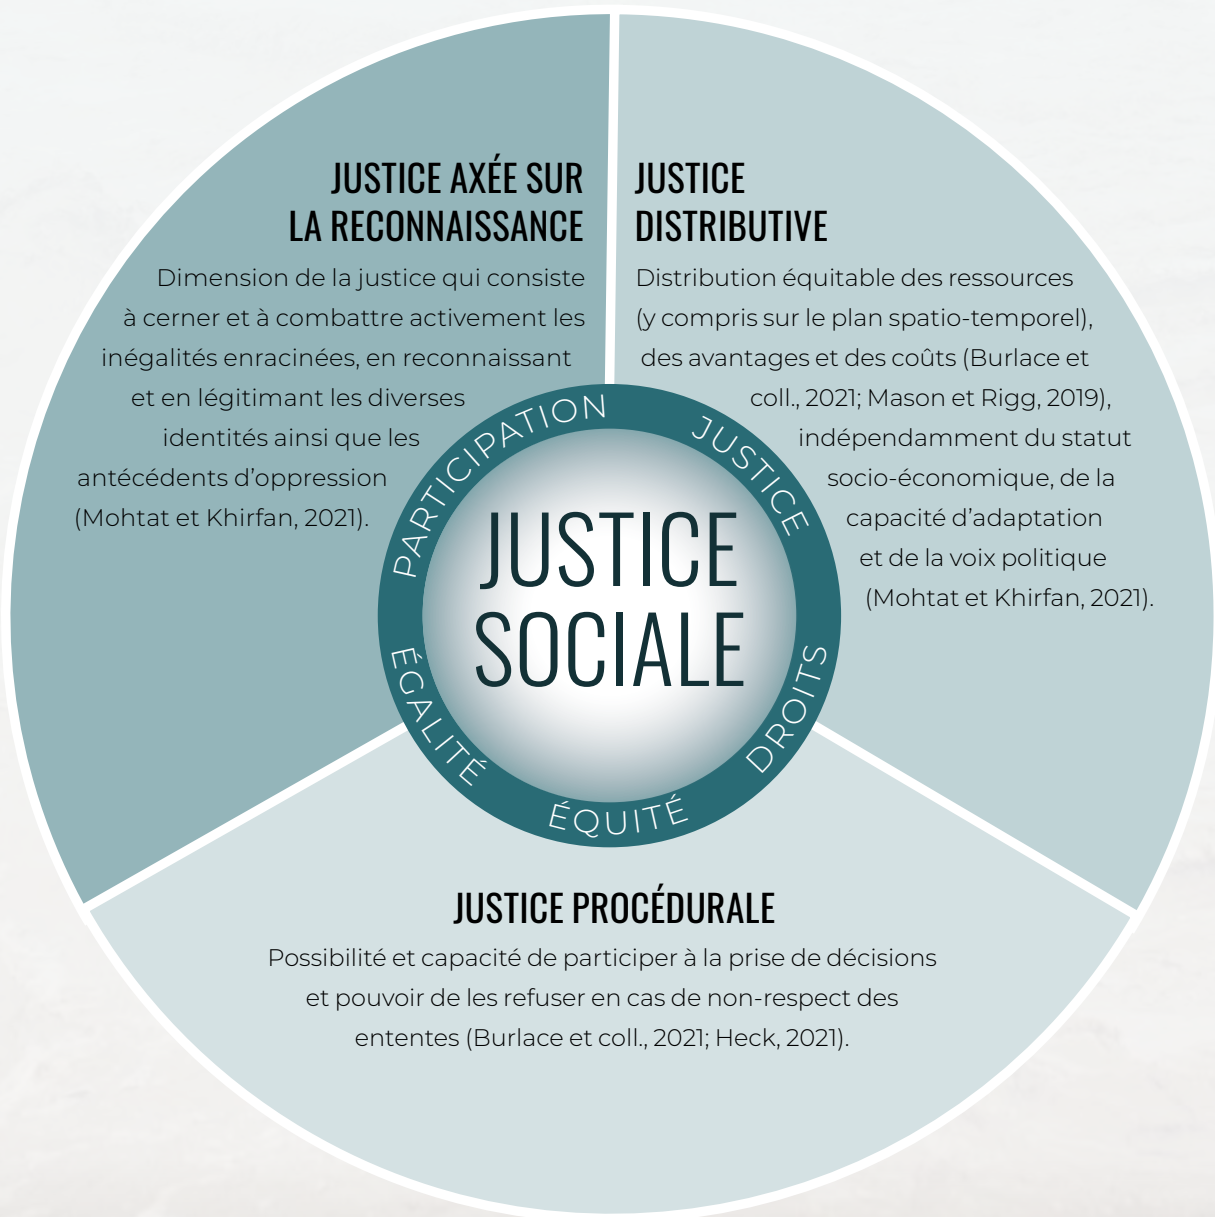 JUSTICE AXÉE SUR
LA RECONNAISSANCE
Dimension de la justice qui consiste
à cerner et à combattre activement les
inégalités enracinées, en reconnaissant
et en légitimant les diverses
identités ainsi que les
antécédents d’oppression
(Mohtat et Khirfan, 2021).
JUSTICE
DISTRIBUTIVE
Distribution équitable des ressources
(y compris sur le plan spatio-temporel),
des avantages et des coûts (Burlace et
coll., 2021; Mason et Rigg, 2019),
indépendamment du statut
socio-économique, de la
capacité d’adaptation
et de la voix politique
(Mohtat et Khirfan, 2021).
PARTICIPATION
JUSTICE
DROITS
ÉQUITÉ
ÉGALITÉ
JUSTICE
SOCIALE
JUSTICE PROCÉDURALE
Possibilité et capacité de participer à la prise de décisions
et pouvoir de les refuser en cas de non-respect des
ententes (Burlace et coll., 2021; Heck, 2021).